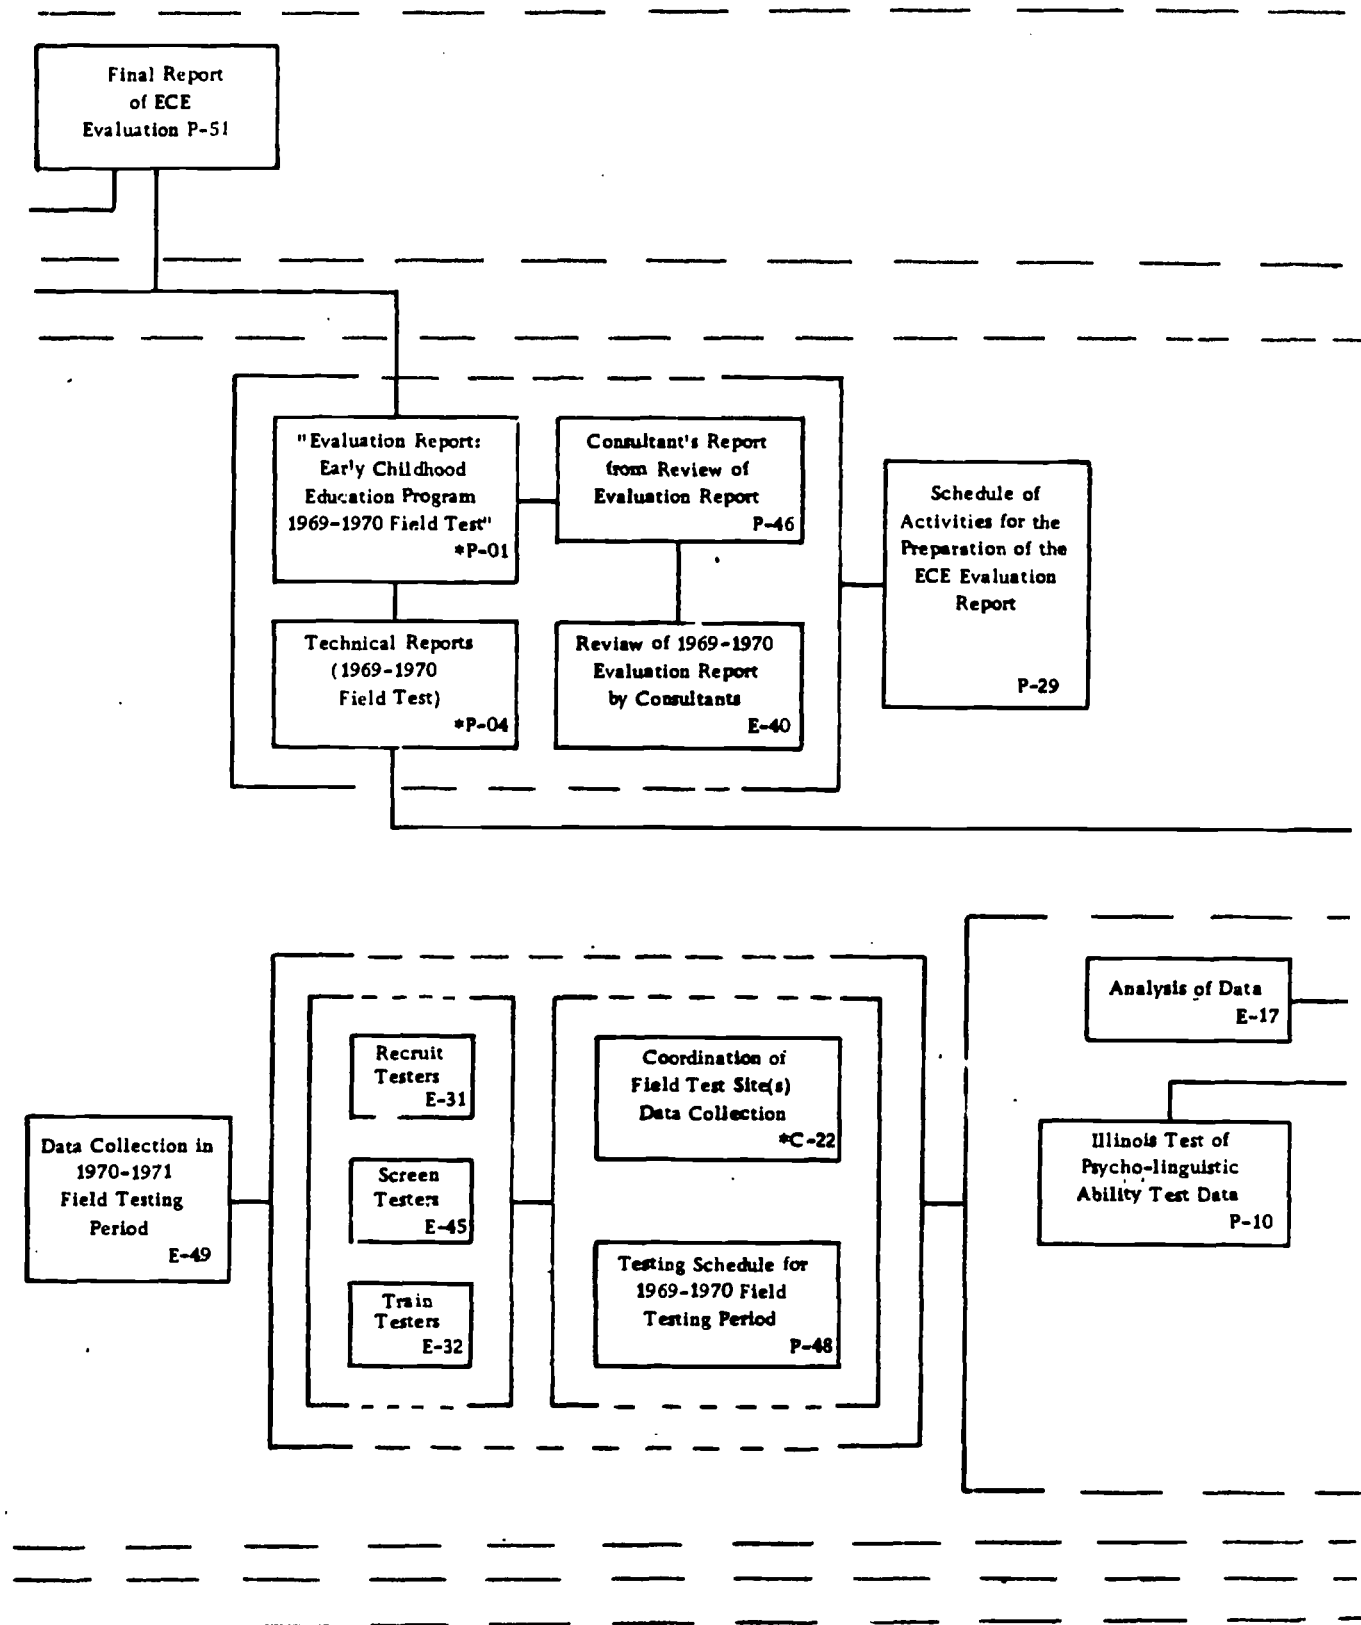 Final Report
of ECE
Evaluation P-51
"Evaluation Report:
Early Childhood
Education Program
1969-1970 Field Test"
*P-01
Consultant's Report
from Review of
Evaluation Report
P-46
Schedule of
Activities for the
Preparation of the
ECE Evaluation
Report
P-29
Technical Reports
(1969-1970
Field Test)
*P-04
Review of 1969-1970
Evaluation Report
by Consultants
E-40
Analysis of Data
E-17
Recruit
Testers
E-31
Coordination of
Field Test Site(s)
Data Collection
*C-22
Data Collection in
1970-1971
Field Testing
Period
E-49
Screen
Testers
E-45
Illinois Test of
Psycho-linguistic
Ability Test Data
P-10
Train
Testers
E-32
Testing Schedule for
1969-1970 Field
Testing Period
P-48